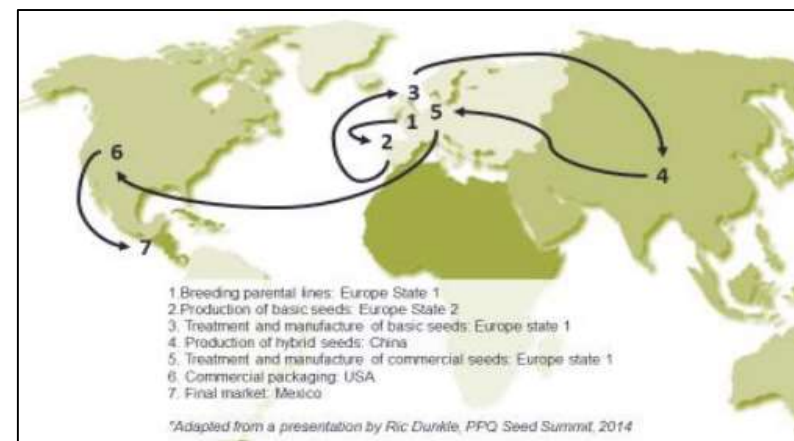 3
1
5
2
6
4
7
1.Breeding parental lines: Europe State 1
2.Production of basic seeds: Europe State 2
3. Treatment and manufacture of basic seeds: Europe state 1
4. Production of hybrid seeds: China
5. Treatment and manufacture of commercial seeds: Europe state 1
6. Commercial packaging: USA
7. Final market: Mexico
*Adapted from a presentation by Ric Dunkle, PPQ Seed Summit, 2014